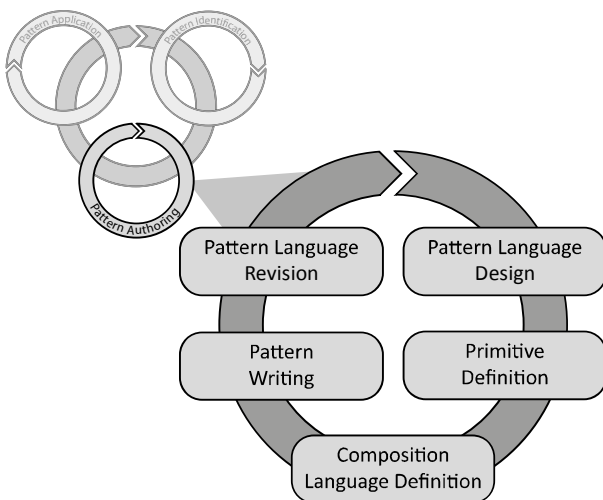 Pattern Application
Pattern Identification
Pattern Authoring
Pattern Language
Revision
Pattern Language
Design
Pattern
Writing
Primitive
Definition
Composition
Language Definition